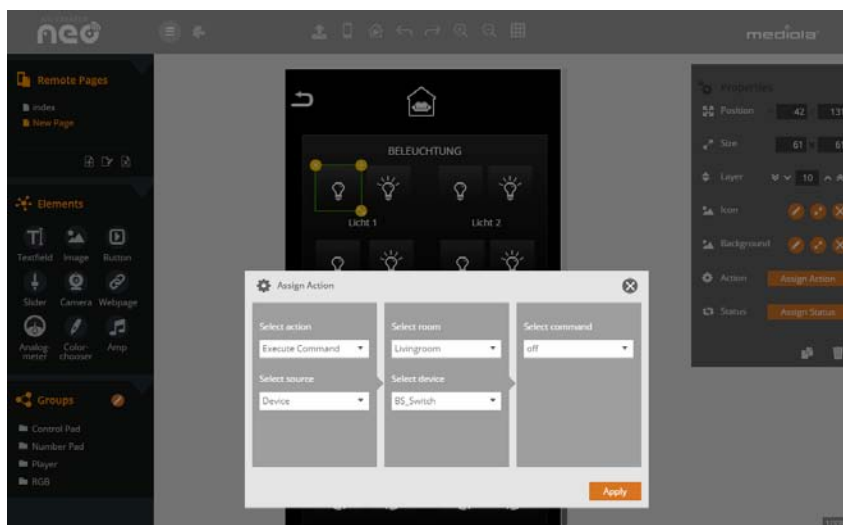 neo
mediola
Remote Pages
index
New Page
Elements
Textfield Image Button
Slider Camera Webpage
Analog-meter Color-chooser Amp
Groups
Control Pad
Number Pad
Player
RGB
BELEUCHTUNG
Licht 1
Licht 2
Assign Action
Select action
Execute Command
Select source
Device
Select room
Livingroom
Select device
BS_Switch
Select command
off
Apply
Properties
Position 42 131
Size 61 61
Layer 10
Icon
Background
Action Assign Action
Status Assign Status